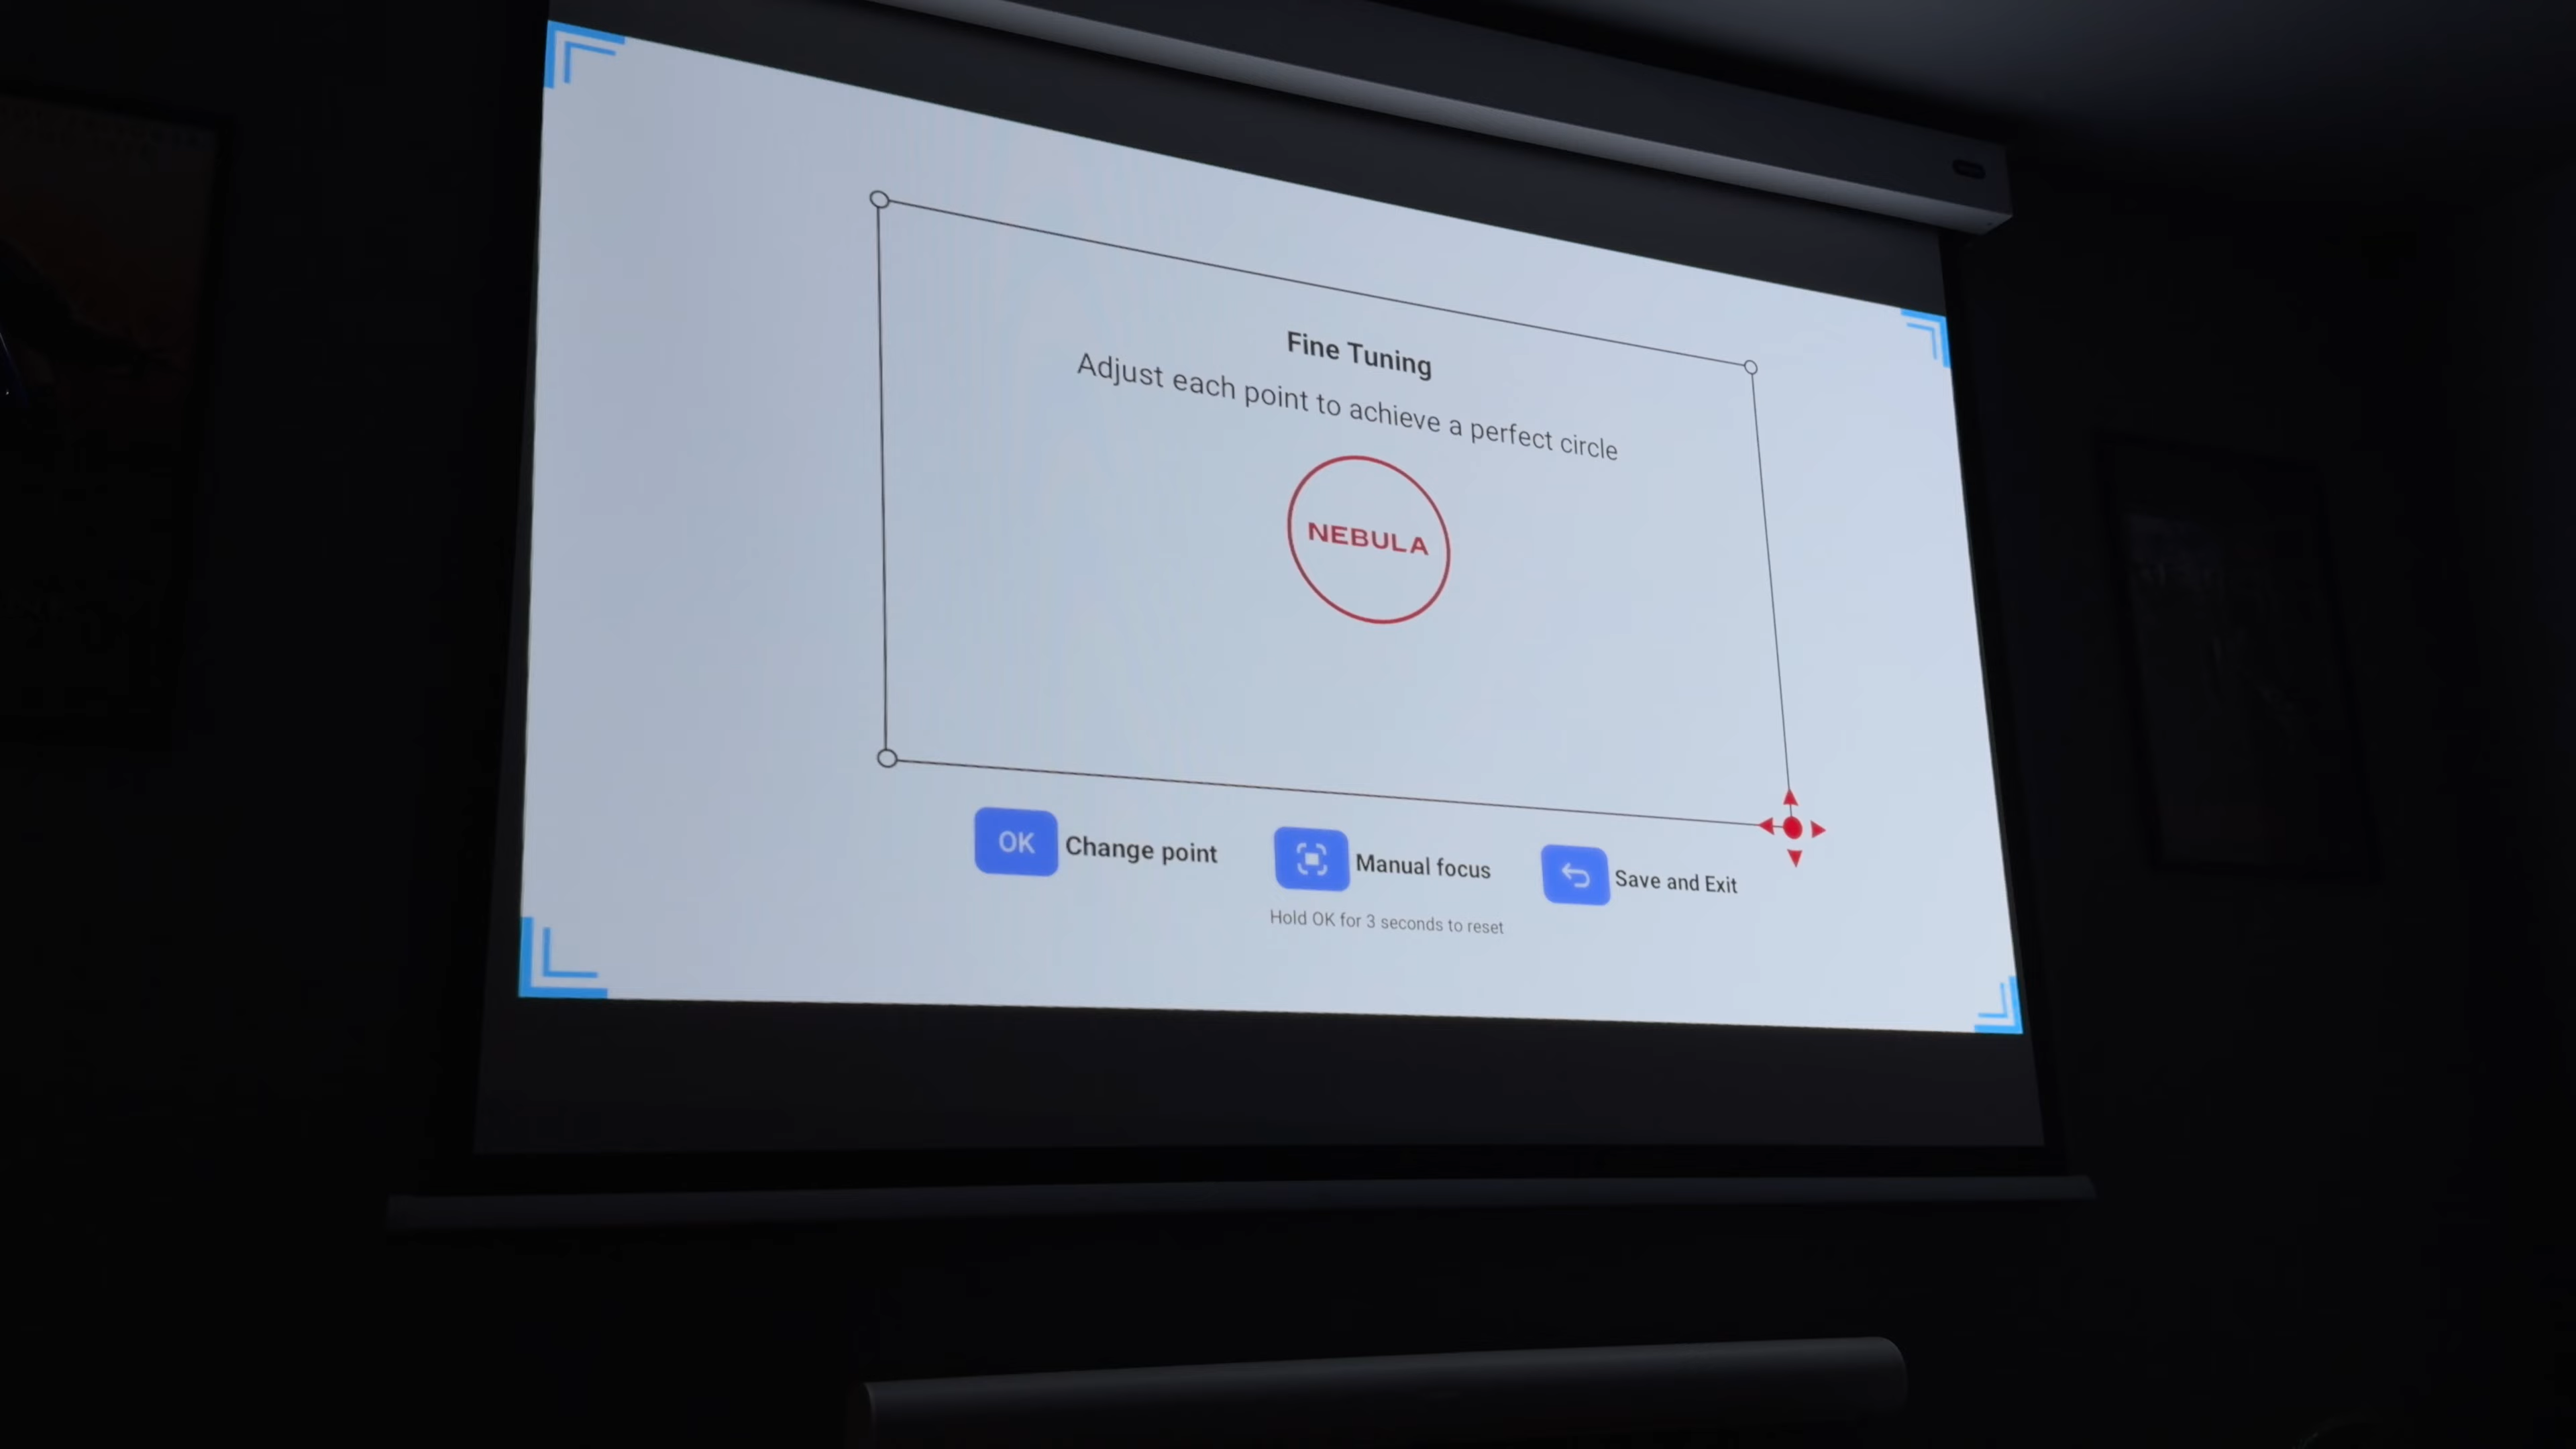 Fine Tuning
Adjust each point to achieve a perfect circle
NEBULA
OK Change point Manual focus Save and Exit
Hold OK for 3 seconds to reset